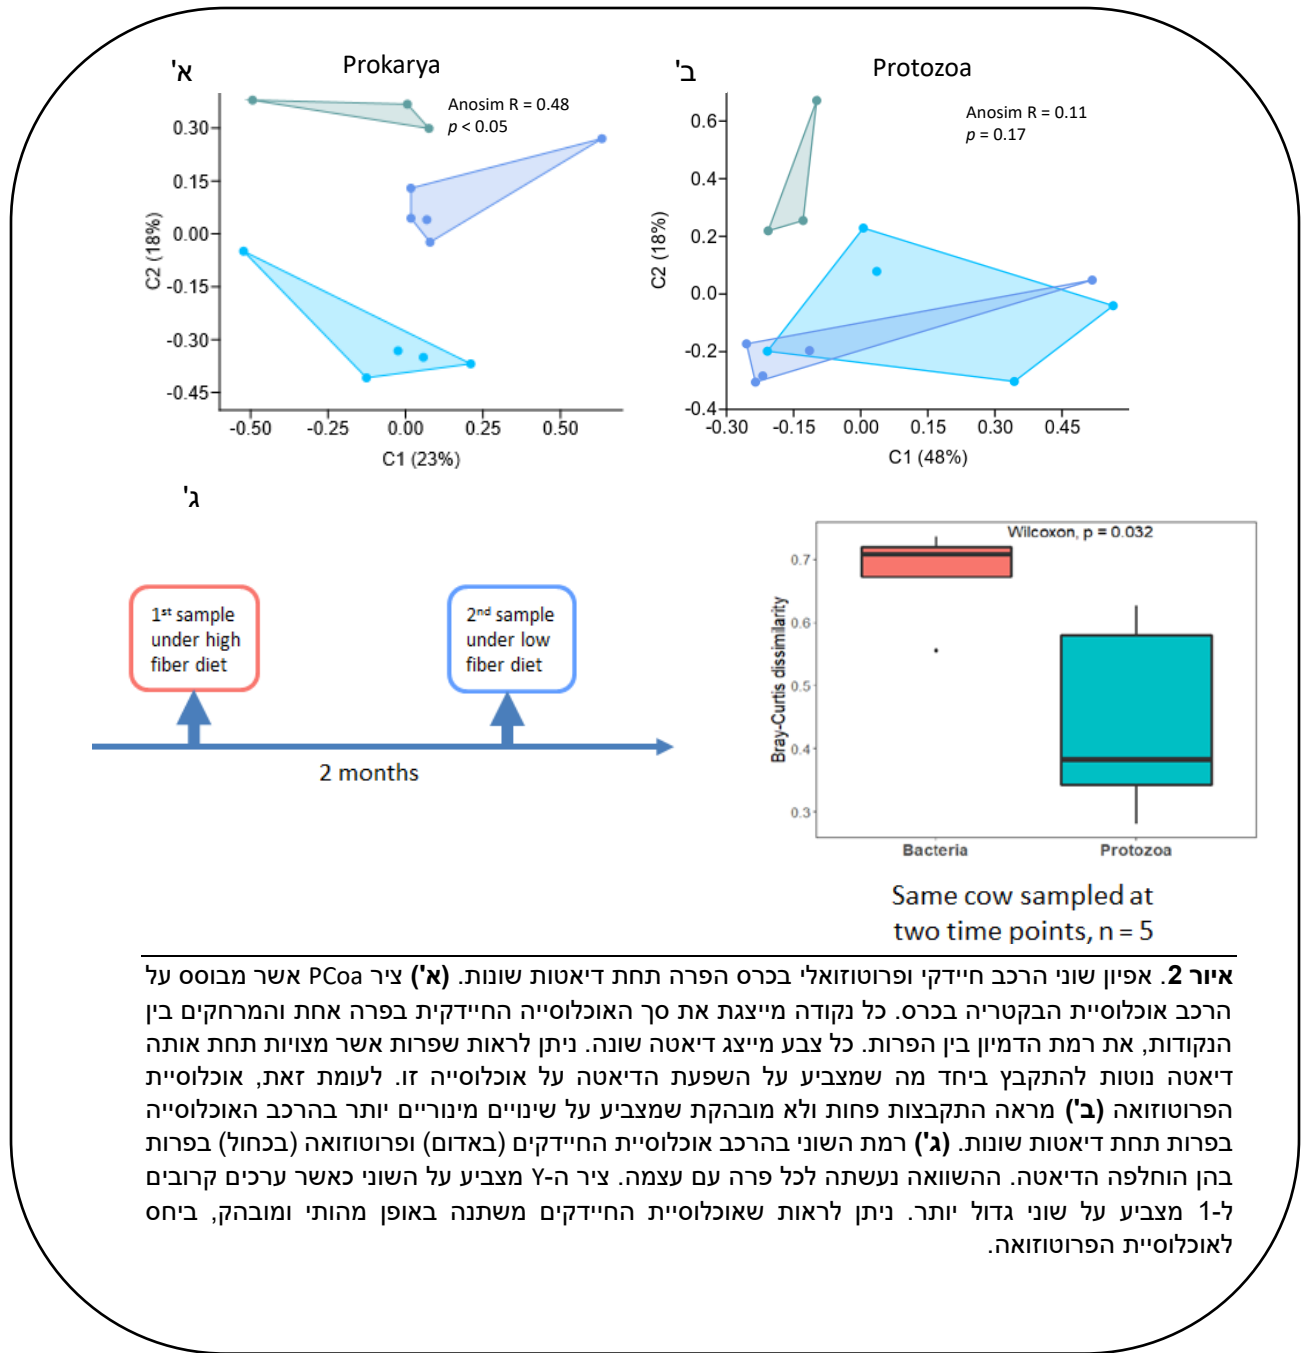 א'
Prokarya
Anosim R = 0.48
p < 0.05
0.30
0.15
0.00
-0.15
-0.30
-0.45
C2 (18%)
-0.50 -0.25 0.00 0.25 0.50
C1 (23%)
ב'
Protozoa
Anosim R = 0.11
p = 0.17
0.6
0.4
0.2
0.0
-0.2
-0.4
C2 (18%)
-0.30 -0.15 0.00 0.15 0.30 0.45
C1 (48%)
ג'
1st sample
under high
fiber diet
2nd sample
under low
fiber diet
2 months
Wilcoxon, p = 0.032
0.7
0.6
0.5
0.4
0.3
Bray-Curtis dissimilarity
Bacteria Protozoa
Same cow sampled at
two time points, n = 5
איור 2. אפיון שוני הרכב חיידקי ופרוטוזואלי בכרס הפרה תחת דיאטות שונות. (א') ציר PCoa אשר מבוסס על
הרכב אוכלוסיית הבקטריה בכרס. כל נקודה מייצגת את סך האוכלוסייה החיידקית בפרה אחת והמרחקים בין
הנקודות, את רמת הדמיון בין הפרות. כל צבע מייצג דיאטה שונה. ניתן לראות שפרות אשר מצויות תחת אותה
דיאטה נוטות להתקבץ ביחד מה שמצביע על השפעת הדיאטה על אוכלוסייה זו. לעומת זאת, אוכלוסיית
הפרוטוזואה (ב') מראה התקבצות פחות ולא מובהקת שמצביע על שינויים מינוריים יותר בהרכב האוכלוסייה
בפרות תחת דיאטות שונות. (ג') רמת השוני בהרכב אוכלוסיית החיידקים (באדום) ופרוטוזואה (בכחול) בפרות
בהן הוחלפה הדיאטה. ההשוואה נעשתה לכל פרה עם עצמה. ציר ה-Y מצביע על השוני כאשר ערכים קרובים
ל-1 מצביע על שוני גדול יותר. ניתן לראות שאוכלוסיית החיידקים משתנה באופן מהותי ומובהק, ביחס
לאוכלוסיית הפרוטוזואה.